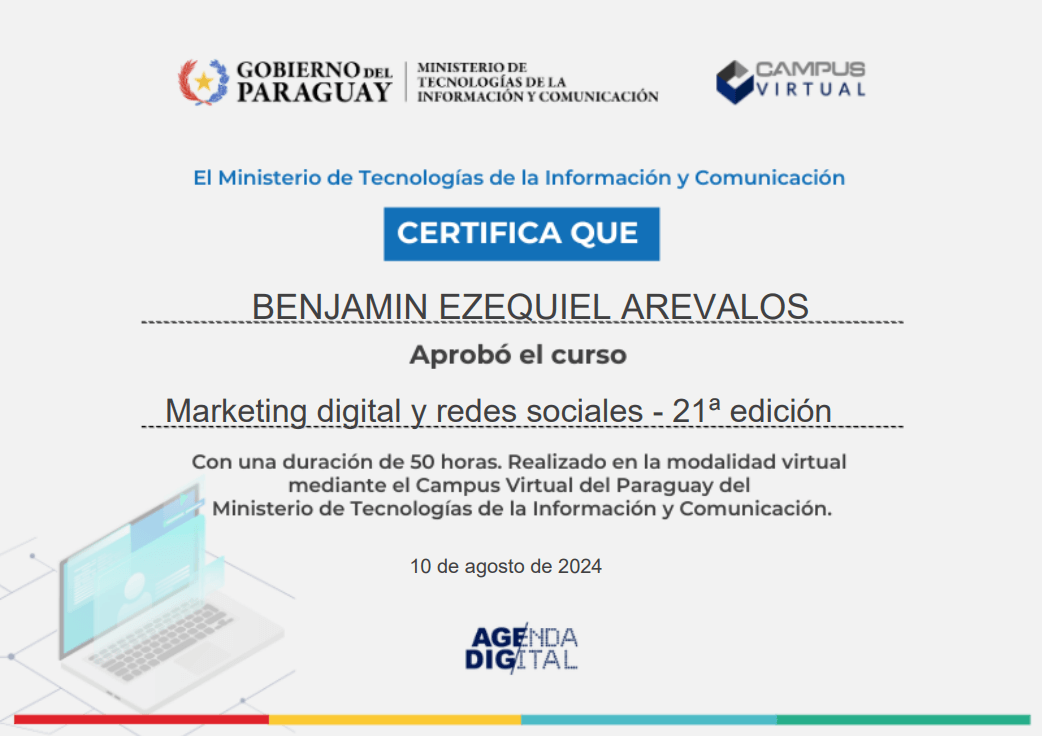 GOBIERNO DEL
PARAGUAY
MINISTERIO DE
TECNOLOGÍAS DE LA
INFORMACIÓN Y COMUNICACIÓN
CAMPUS
VIRTUAL
El Ministerio de Tecnologías de la Información y Comunicación
CERTIFICA QUE
BENJAMIN EZEQUIEL AREVALOS
Aprobó el curso
Marketing digital y redes sociales - 21ª edición
Con una duración de 50 horas. Realizado en la modalidad virtual
mediante el Campus Virtual del Paraguay del
Ministerio de Tecnologías de la Información y Comunicación.
10 de agosto de 2024
AGENDA
DIGITAL